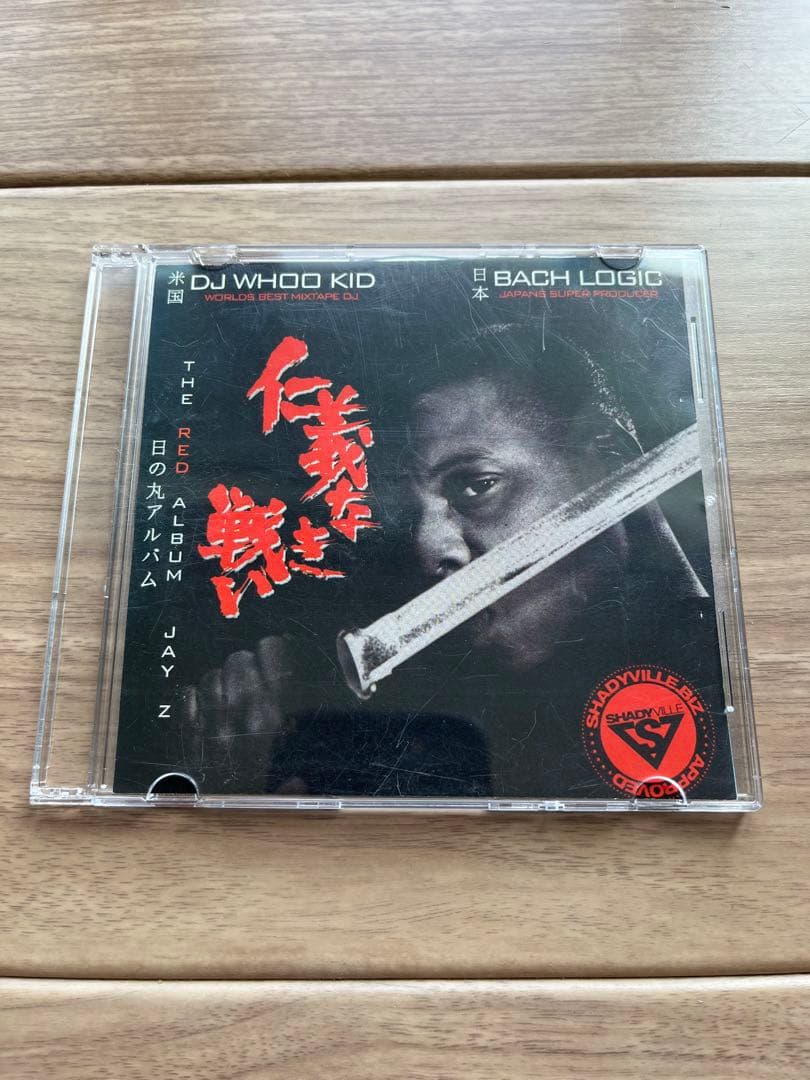 米国
DJ WHOO KID
WORLDS BEST MIXTAPE DJ
日本
BACH LOGIC
JAPANS SUPER PRODUCER
THE RED ALBUM JAY Z
日の丸アルバム
仁義なき
戦い
SHADYVILLE.BIZ
SHADYVILLE
APPROVED